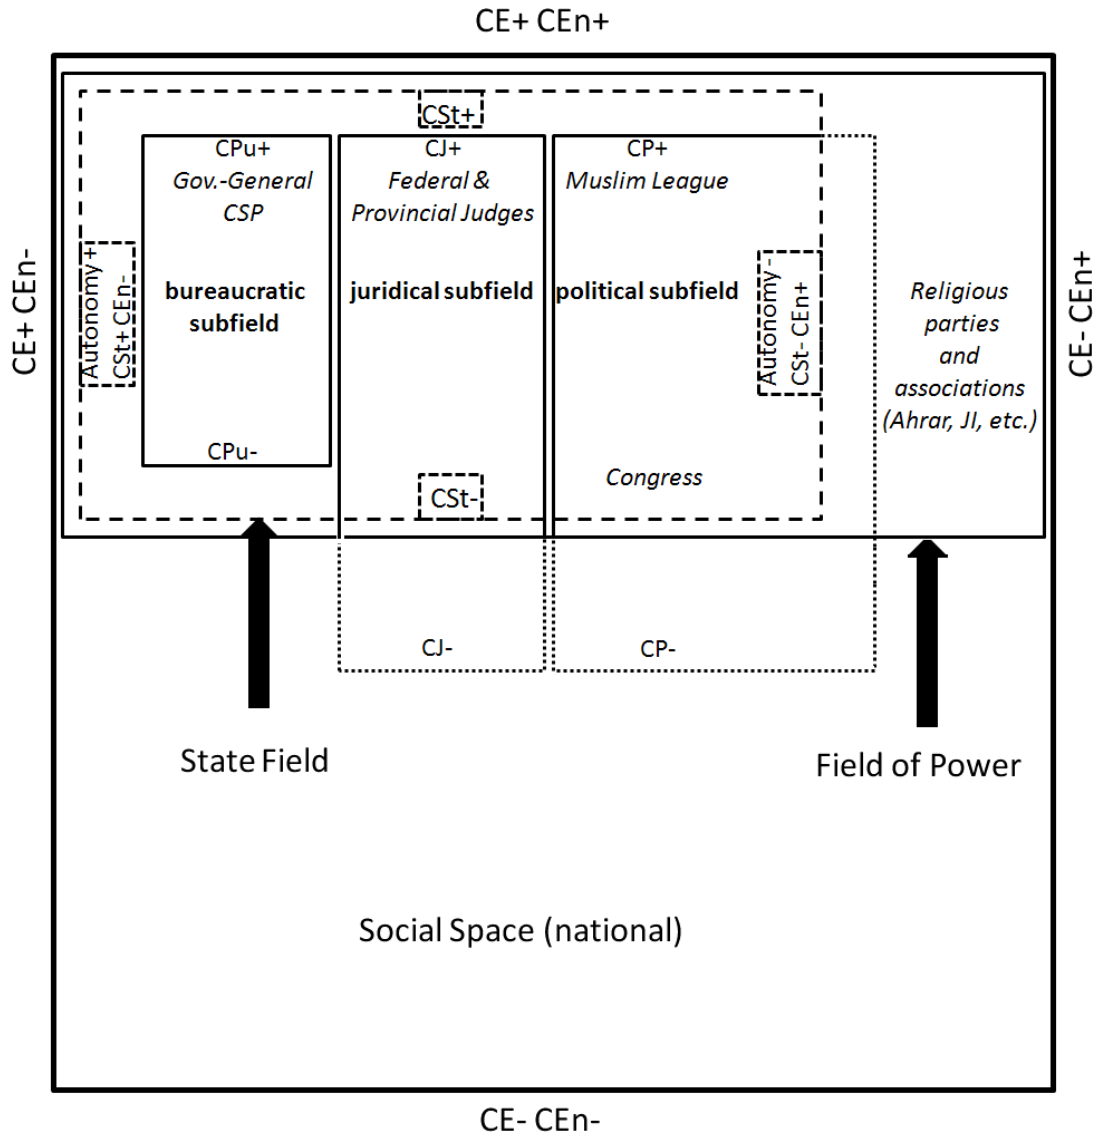 CE+ CEn+
CSt+
CPu+
Gov.-General
CSP
CJ+
Federal &
Provincial Judges
CP+
Muslim League
CE+ CEn-
Autonomy +
CSt+ CEn-
bureaucratic
subfield
juridical subfield
political subfield
Autonomy -
CSt- CEn+
Religious
parties
and
associations
(Ahrar, JI, etc.)
CE- CEn+
CPu-
CSt-
Congress
CJ-
CP-
State Field
Field of Power
Social Space (national)
CE- CEn-